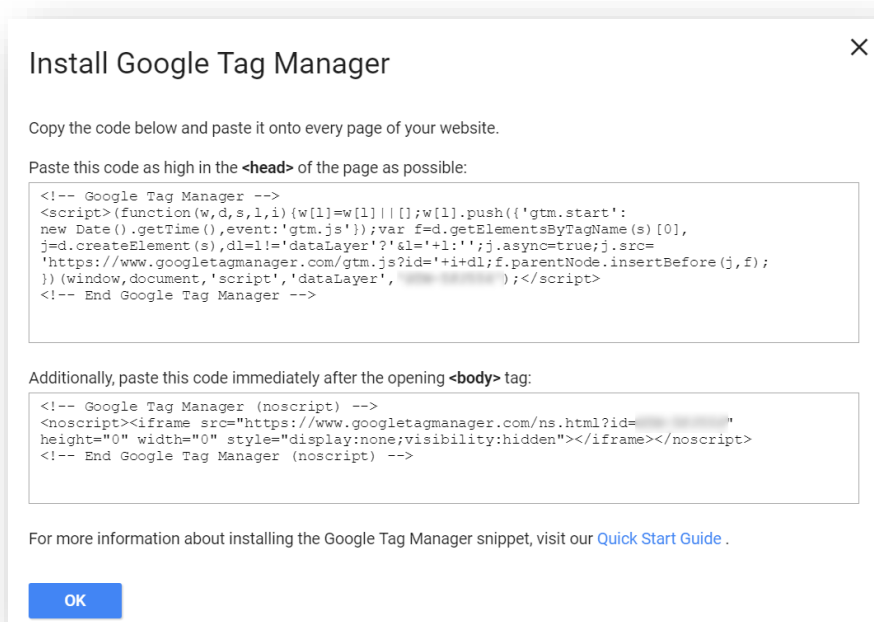 Install Google Tag Manager
Copy the code below and paste it onto every page of your website.
Paste this code as high in the <head> of the page as possible:
<!-- Google Tag Manager -->
<script>(function(w,d,s,l,i){w[l]=w[l]||[];w[l].push({'gtm.start':
new Date().getTime(),event:'gtm.js'});var f=d.getElementsByTagName(s)[0],
j=d.createElement(s),dl=l!='dataLayer'?'&l='+l:'';j.async=true;j.src=
'https://www.googletagmanager.com/gtm.js?id='+i+dl;f.parentNode.insertBefore(j,f);
})(window,document,'script','dataLayer',');</script>
<!-- End Google Tag Manager -->
Additionally, paste this code immediately after the opening <body> tag:
<!-- Google Tag Manager (noscript) -->
<noscript><iframe src="https://www.googletagmanager.com/ns.html?id="
height="0" width="0" style="display:none;visibility:hidden"></iframe></noscript>
<!-- End Google Tag Manager (noscript) -->
For more information about installing the Google Tag Manager snippet, visit our Quick Start Guide .
OK